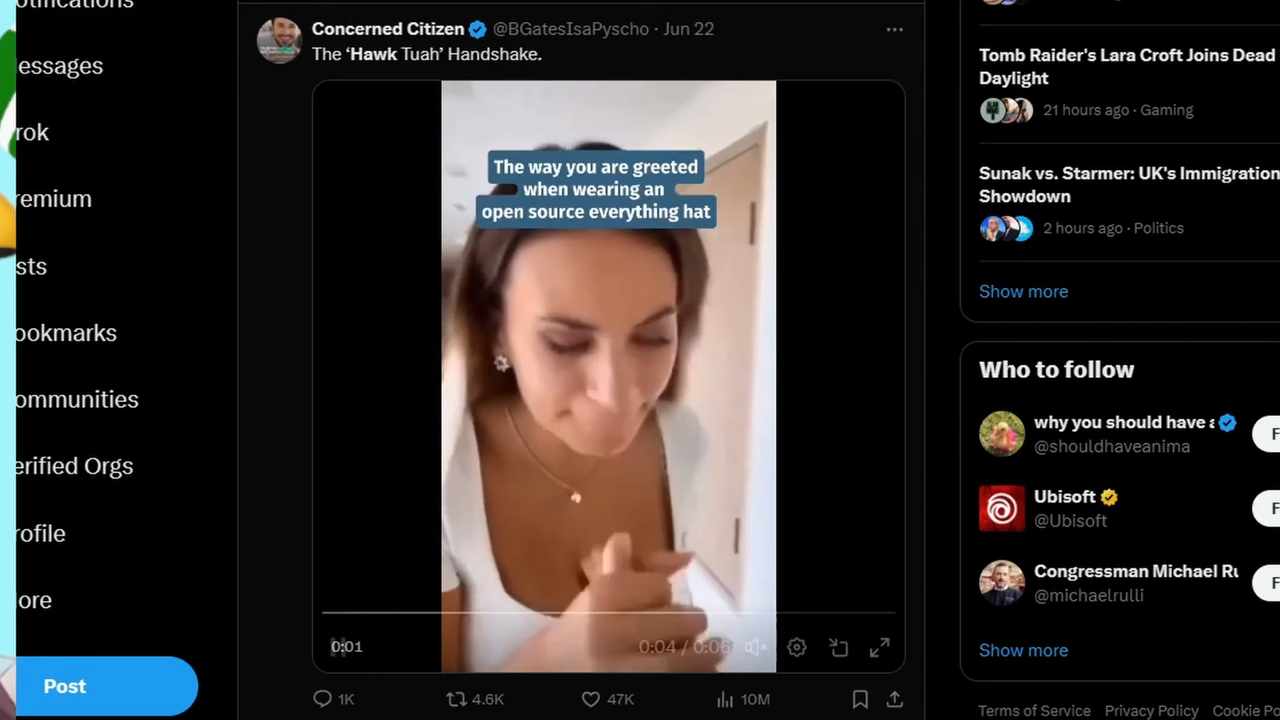 otifications
essages
rok
remium
sts
ookmarks
ommunities
erified Orgs
rofile
ore
Post
Concerned Citizen @BGatesIsaPyscho · Jun 22
The ‘Hawk Tuah’ Handshake.
The way you are greeted
when wearing an
open source everything hat
0:01
0:04 / 0:06
1K
4.6K
47K
10M
Tomb Raider's Lara Croft Joins Dead
Daylight
21 hours ago · Gaming
Sunak vs. Starmer: UK's Immigration
Showdown
2 hours ago · Politics
Show more
Who to follow
why you should have a
@shouldhaveanima
F
Ubisoft
@Ubisoft
F
Congressman Michael Ru
@michaelrulli
F
Show more
Terms of Service Privacy Policy Cookie Po